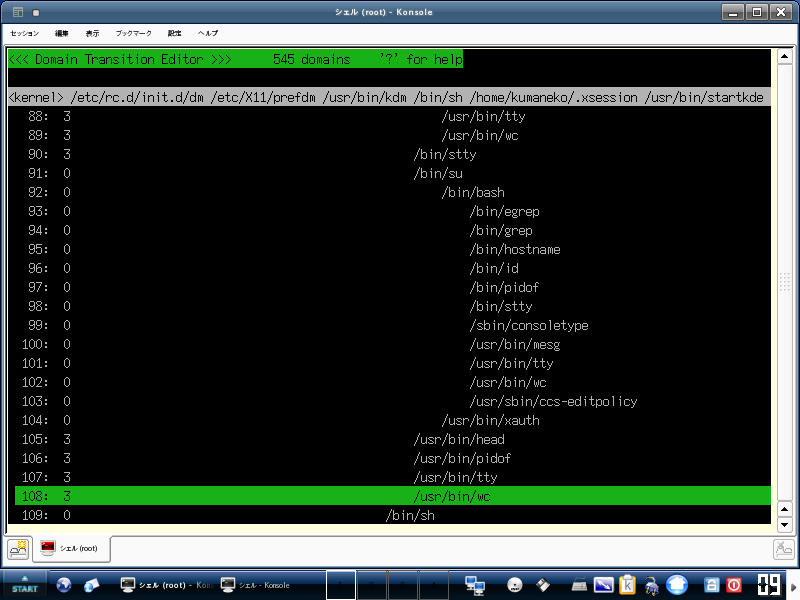 シェル (root) - Konsole
セッション 編集 表示 ブックマーク 設定 ヘルプ
<<< Domain Transition Editor >>> 545 domains '?' for help
<kernel> /etc/rc.d/init.d/dm /etc/X11/prefdm /usr/bin/kdm /bin/sh /home/kumaneko/.xsession /usr/bin/startkde
88: 3 /usr/bin/tty
89: 3 /usr/bin/wc
90: 3 /bin/stty
91: 0 /bin/su
92: 0 /bin/bash
93: 0 /bin/egrep
94: 0 /bin/grep
95: 0 /bin/hostname
96: 0 /bin/id
97: 0 /bin/pidof
98: 0 /bin/stty
99: 0 /sbin/consoletype
100: 0 /usr/bin/mesg
101: 0 /usr/bin/tty
102: 0 /usr/bin/wc
103: 0 /usr/sbin/ccs-editpolicy
104: 0 /usr/bin/xauth
105: 3 /usr/bin/head
106: 3 /usr/bin/pidof
107: 3 /usr/bin/tty
108: 3 /usr/bin/wc
109: 0 /bin/sh
シェル (root)
START シェル (root) - Kon シェル - Konsole